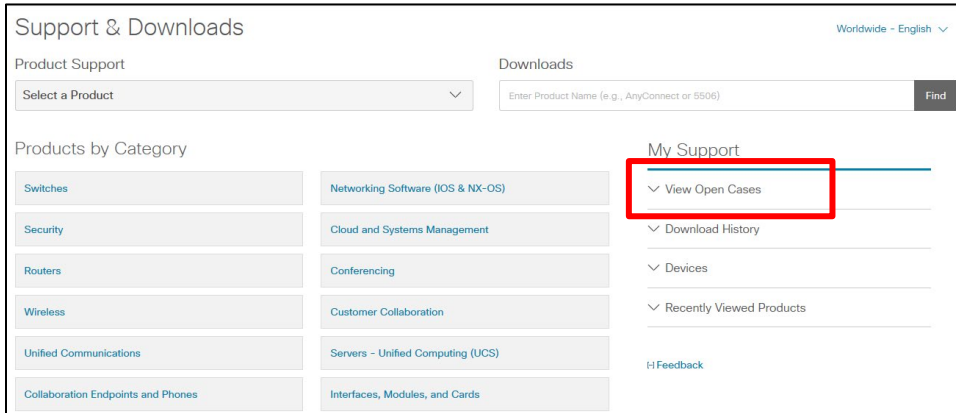 Support & Downloads
Worldwide - English
Product Support
Downloads
Select a Product
Enter Product Name (e.g., AnyConnect or 5506)
Find
Products by Category
My Support
Switches
Networking Software (IOS & NX-OS)
View Open Cases
Security
Cloud and Systems Management
Download History
Routers
Conferencing
Devices
Wireless
Customer Collaboration
Recently Viewed Products
Unified Communications
Servers - Unified Computing (UCS)
[-] Feedback
Collaboration Endpoints and Phones
Interfaces, Modules, and Cards